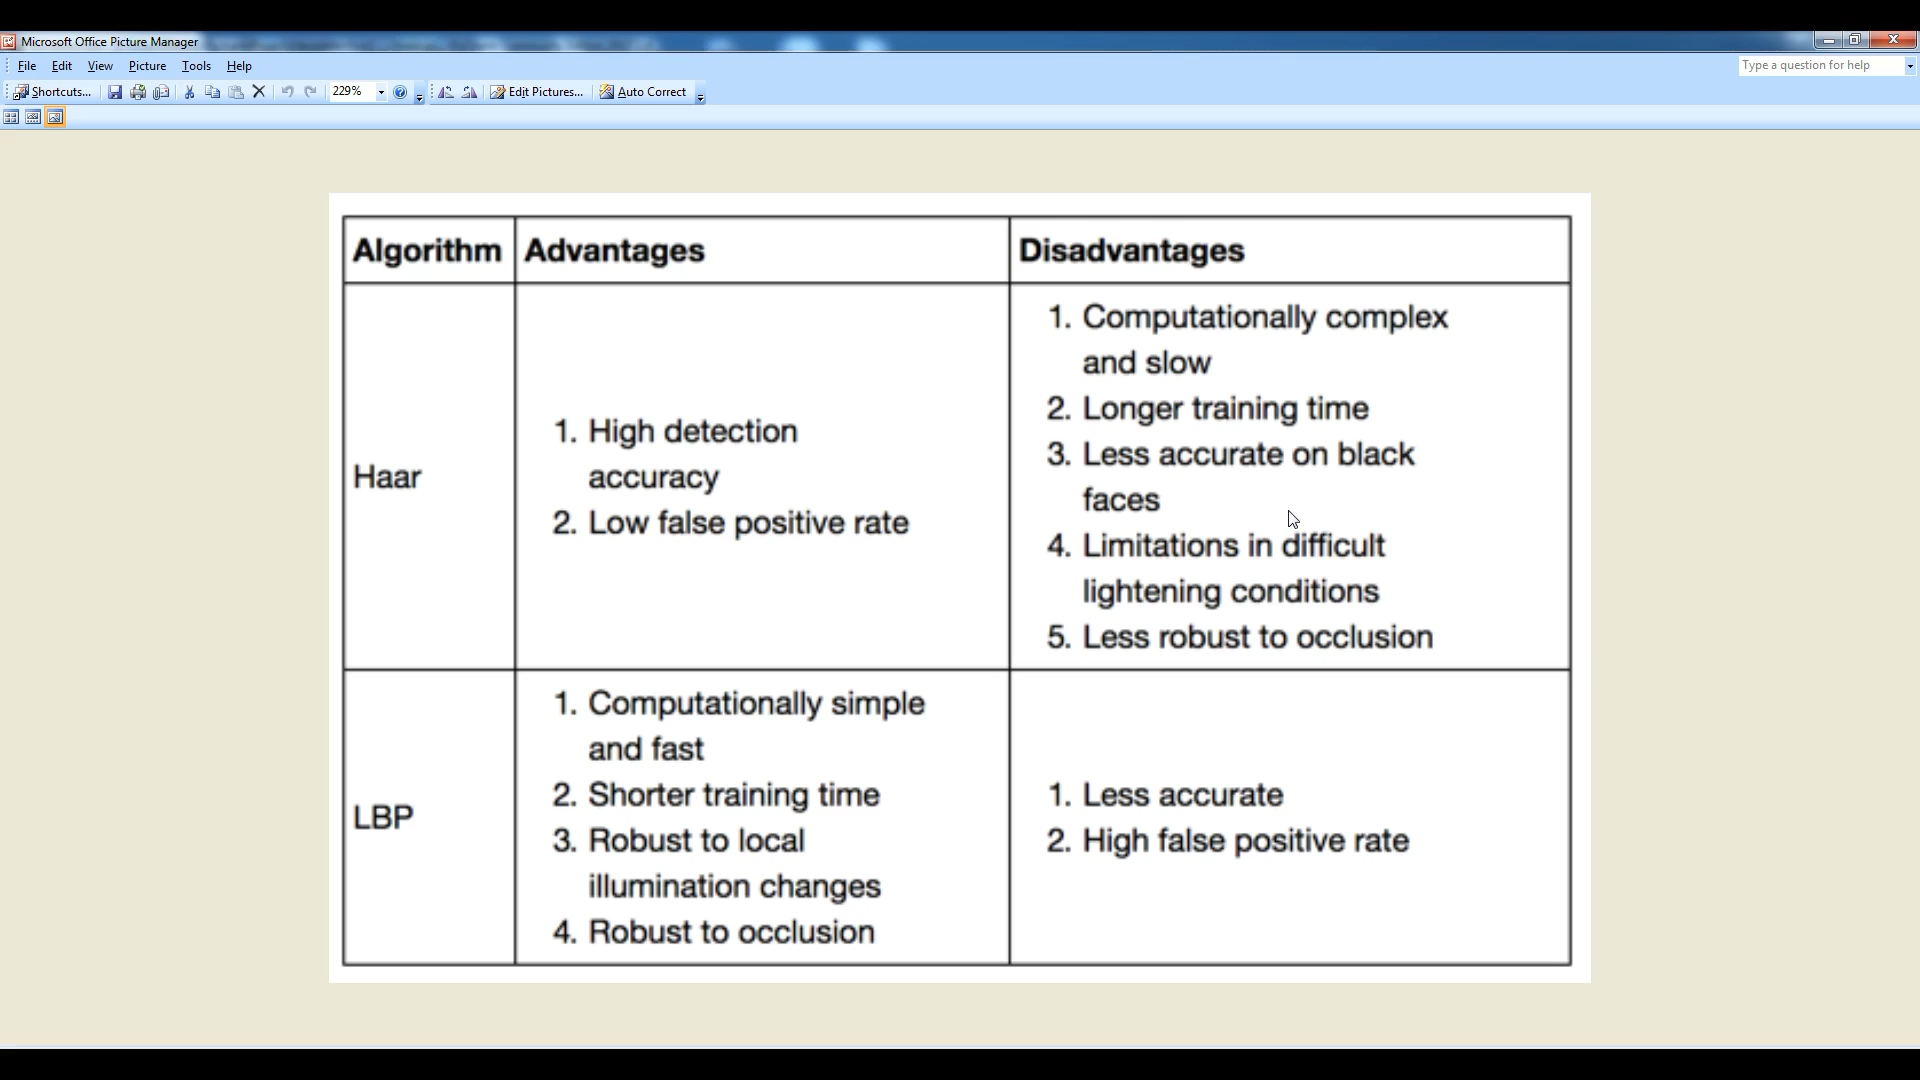 Microsoft Office Picture Manager
File Edit View Picture Tools Help
Type a question for help
Shortcuts... 229% Edit Pictures... Auto Correct
Algorithm Advantages Disadvantages
Haar
1. High detection
accuracy
2. Low false positive rate
1. Computationally complex
and slow
2. Longer training time
3. Less accurate on black
faces
4. Limitations in difficult
lightening conditions
5. Less robust to occlusion
LBP
1. Computationally simple
and fast
2. Shorter training time
3. Robust to local
illumination changes
4. Robust to occlusion
1. Less accurate
2. High false positive rate